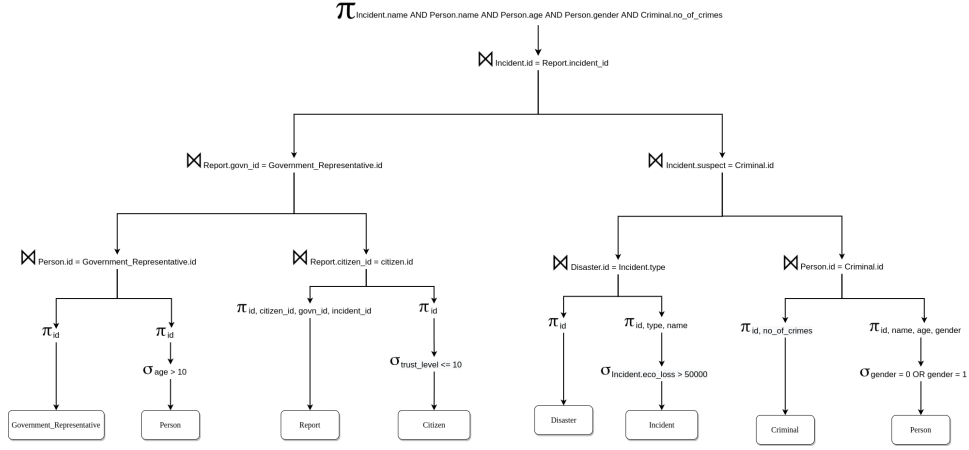 π Incident.name AND Person.name AND Person.age AND Person.gender AND Criminal.no_of_crimes
⋈ Incident.id = Report.incident_id
⋈ Report.govn_id = Government_Representative.id
⋈ Incident.suspect = Criminal.id
⋈ Person.id = Government_Representative.id
⋈ Report.citizen_id = citizen.id
⋈ Disaster.id = Incident.type
⋈ Person.id = Criminal.id
π id
π id
π id, citizen_id, govn_id, incident_id
π id
π id
π id, type, name
π id, no_of_crimes
π id, name, age, gender
σ age > 10
σ trust_level <= 10
σ Incident.eco_loss > 50000
σ gender = 0 OR gender = 1
Government_Representative
Person
Report
Citizen
Disaster
Incident
Criminal
Person